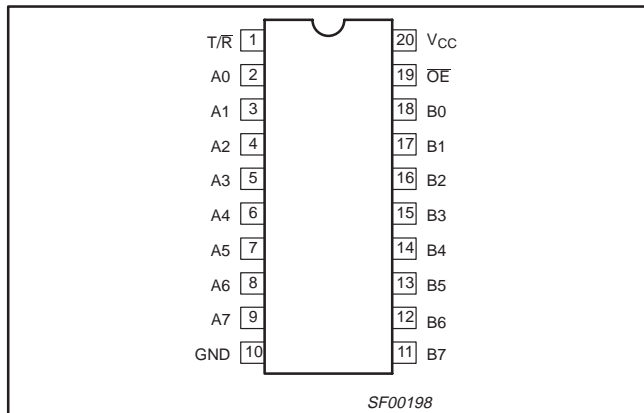 T/R̅ 1 20 VCC
A0 2 19 O̅E̅
A1 3 18 B0
A2 4 17 B1
A3 5 16 B2
A4 6 15 B3
A5 7 14 B4
A6 8 13 B5
A7 9 12 B6
GND 10 11 B7
SF00198